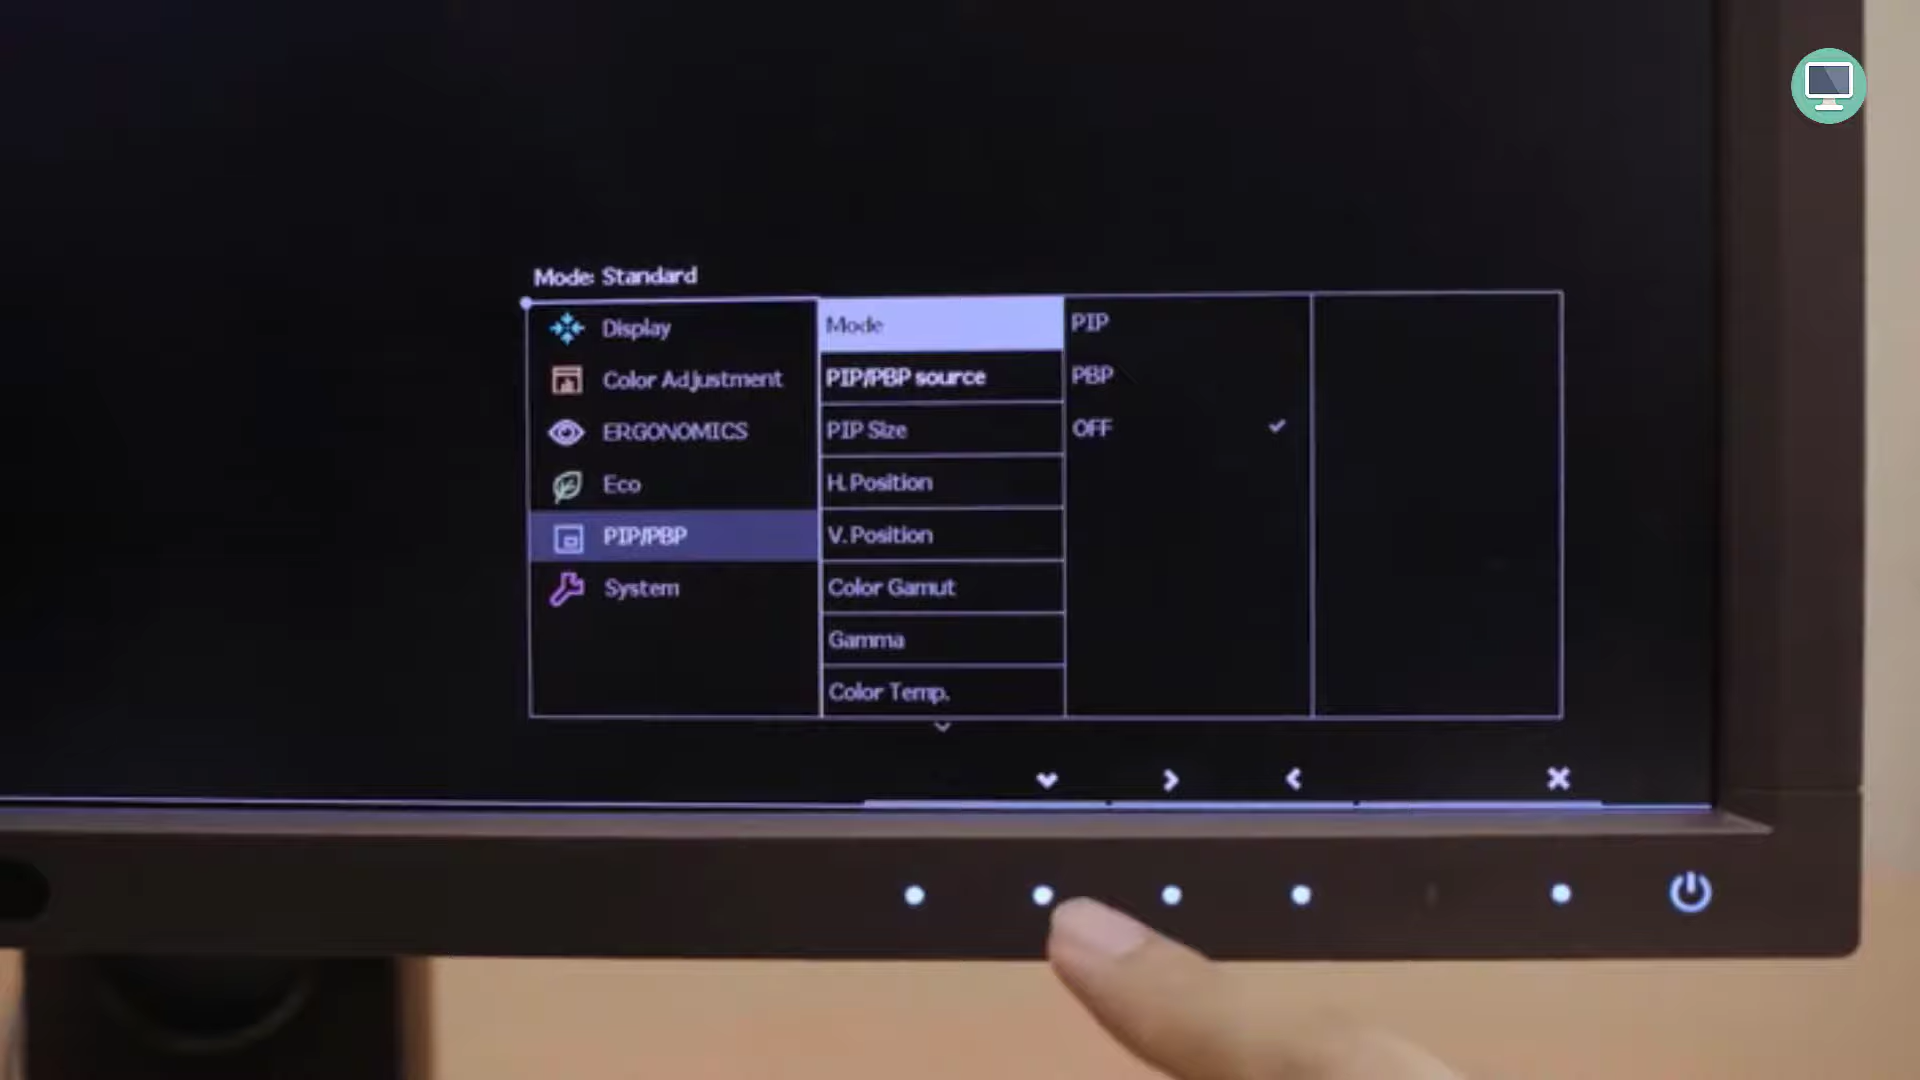 Mode: Standard
Display
Color Adjustment
ERGONOMICS
Eco
PIP/PBP
System
Mode
PIP/PBP source
PIP Size
H. Position
V. Position
Color Gamut
Gamma
Color Temp.
PIP
PBP
OFF